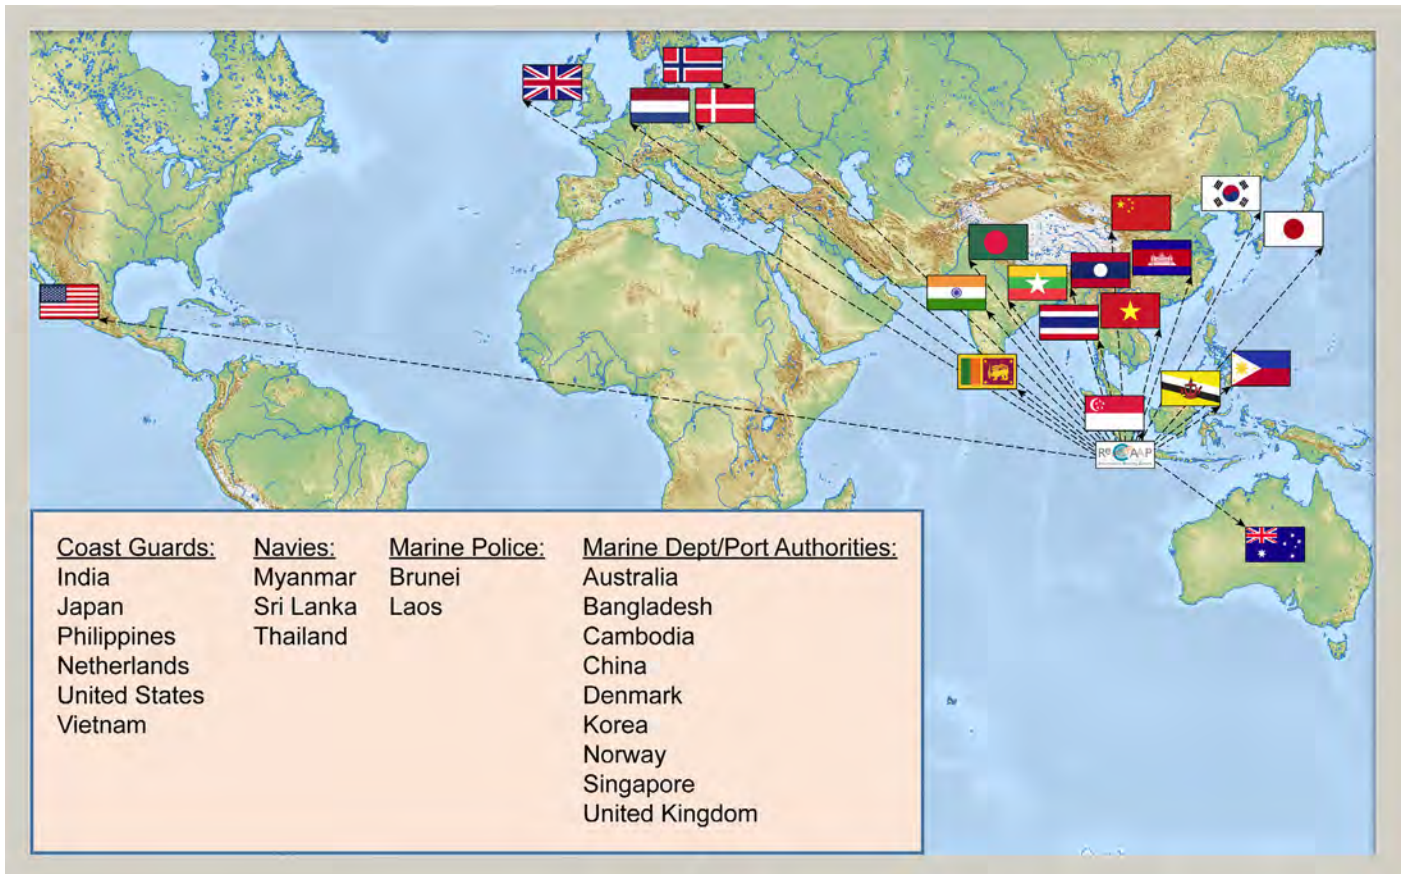 ReCAAP
Coast Guards:
India
Japan
Philippines
Netherlands
United States
Vietnam
Navies:
Myanmar
Sri Lanka
Thailand
Marine Police:
Brunei
Laos
Marine Dept/Port Authorities:
Australia
Bangladesh
Cambodia
China
Denmark
Korea
Norway
Singapore
United Kingdom